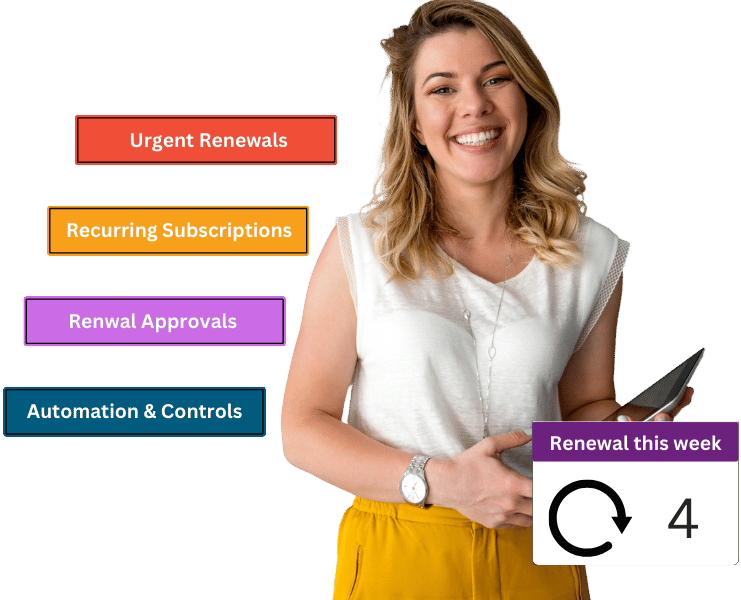 Urgent Renewals
Recurring Subscriptions
Renwal Approvals
Automation & Controls
Renewal this week
4